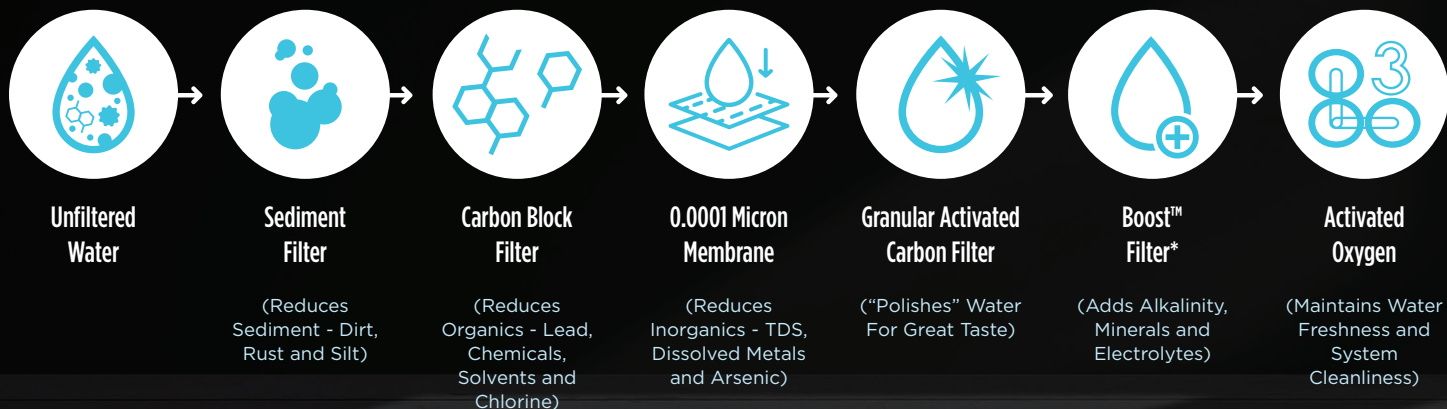 Unfiltered
Water
Sediment
Filter
(Reduces
Sediment - Dirt,
Rust and Silt)
Carbon Block
Filter
(Reduces
Organics - Lead,
Chemicals,
Solvents and
Chlorine)
0.0001 Micron
Membrane
(Reduces
Inorganics - TDS,
Dissolved Metals
and Arsenic)
Granular Activated
Carbon Filter
(“Polishes” Water
For Great Taste)
Boost™
Filter*
(Adds Alkalinity,
Minerals and
Electrolytes)
3
Activated
Oxygen
(Maintains Water
Freshness and
System
Cleanliness)